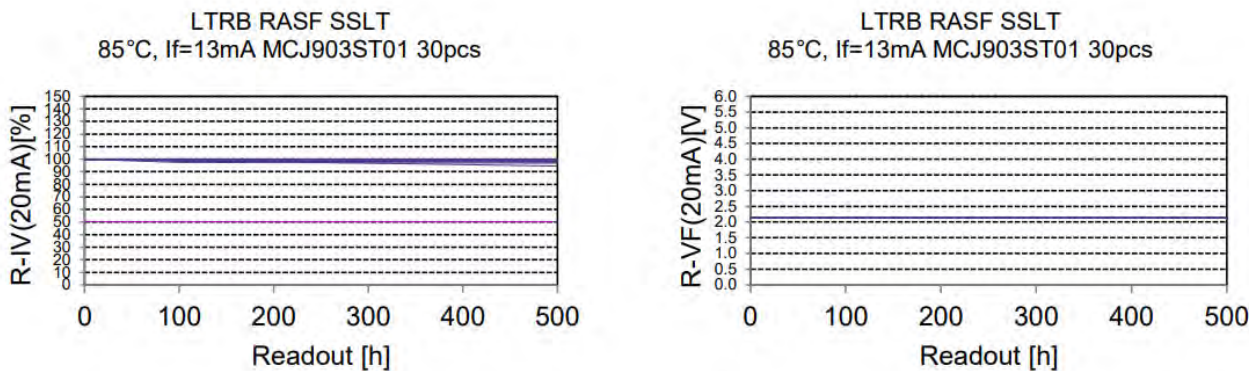 LTRB RASF SSLT
85°C, If=13mA MCJ903ST01 30pcs
R-IV(20mA)[%]
150
140
130
120
110
100
90
80
70
60
50
40
30
20
10
0
0 100 200 300 400 500
Readout [h]
LTRB RASF SSLT
85°C, If=13mA MCJ903ST01 30pcs
R-VF(20mA)[V]
6.0
5.5
5.0
4.5
4.0
3.5
3.0
2.5
2.0
1.5
1.0
0.5
0.0
0 100 200 300 400 500
Readout [h]